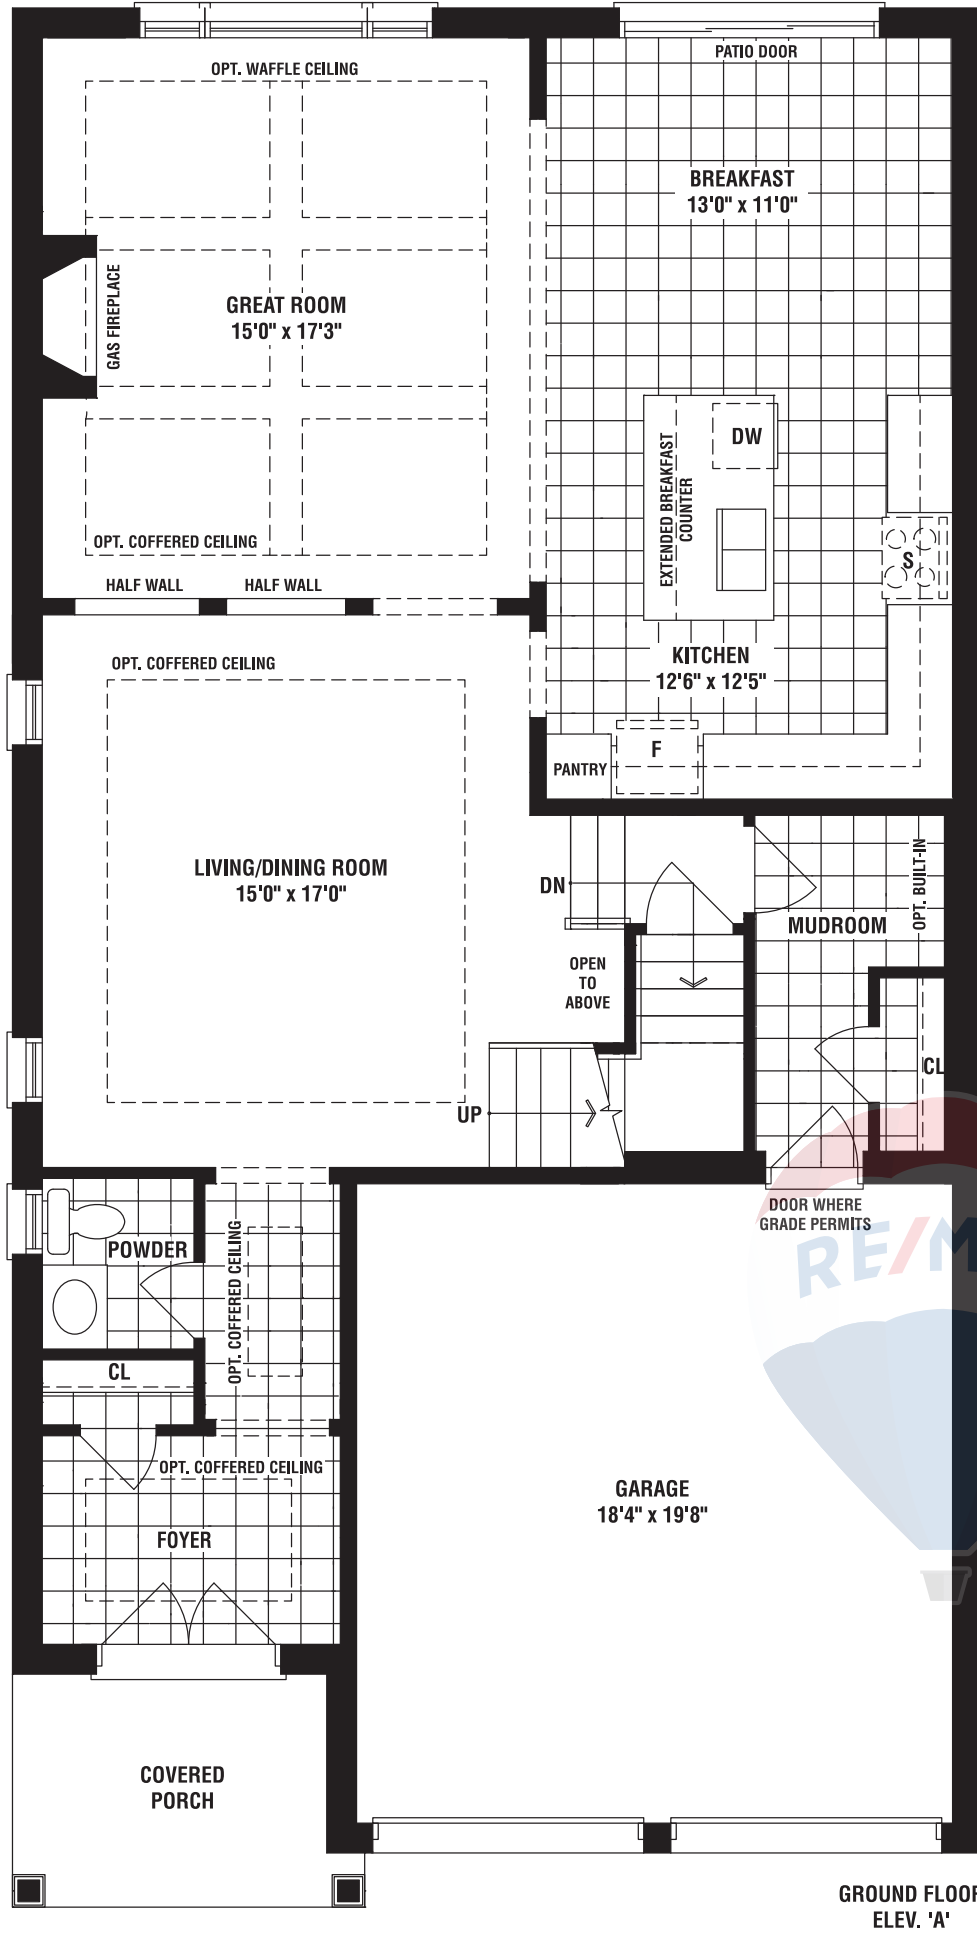 PATIO DOOR
OPT. WAFFLE CEILING
BREAKFAST
13'0" x 11'0"
GAS FIREPLACE
GREAT ROOM
15'0" x 17'3"
DW
EXTENDED BREAKFAST
COUNTER
OPT. COFFERED CEILING
S
HALF WALL
HALF WALL
OPT. COFFERED CEILING
KITCHEN
12'6" x 12'5"
F
PANTRY
LIVING/DINING ROOM
15'0" x 17'0"
DN
OPT. BUILT-IN
MUDROOM
OPEN
TO
ABOVE
CL
UP
DOOR WHERE
GRADE PERMITS
RE/M
POWDER
OPT. COFFERED CEILING
CL
OPT. COFFERED CEILING
FOYER
GARAGE
18'4" x 19'8"
COVERED
PORCH
GROUND FLOOR
ELEV. 'A'